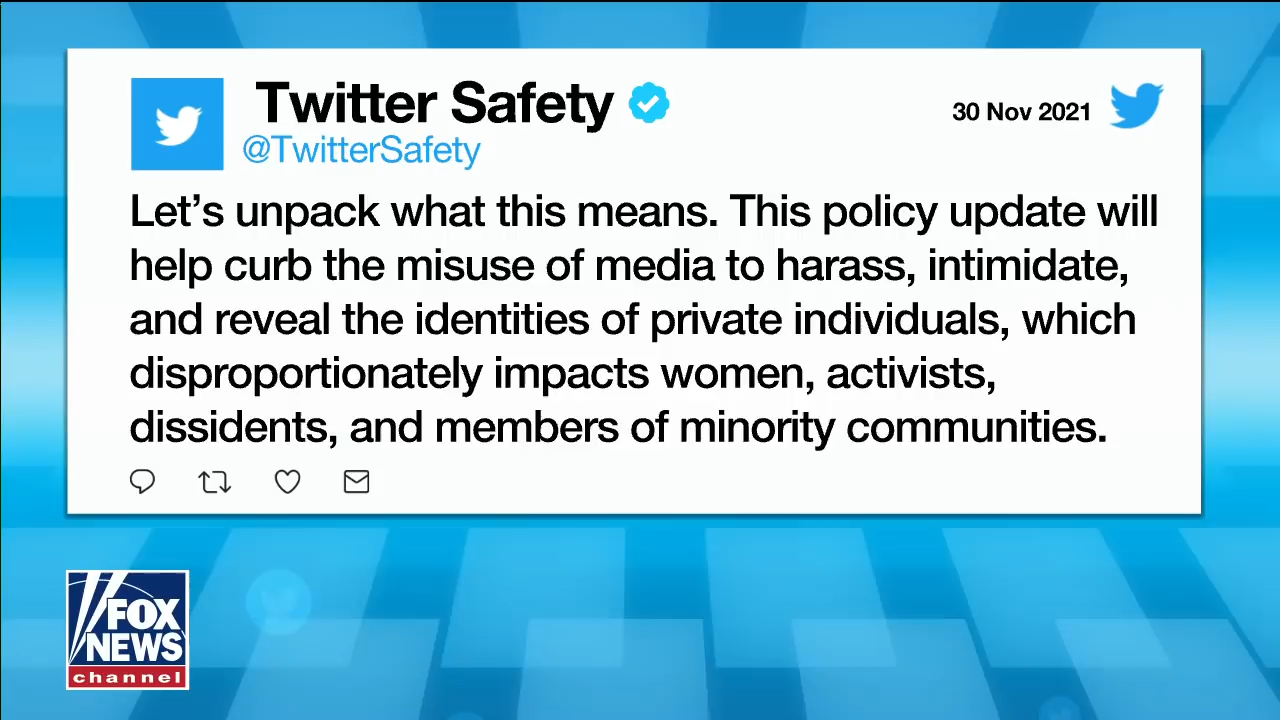 Twitter Safety
30 Nov 2021
@TwitterSafety
Let's unpack what this means. This policy update will
help curb the misuse of media to harass, intimidate,
and reveal the identities of private individuals, which
disproportionately impacts women, activists,
dissidents, and members of minority communities.
FOX
NEWS
channel